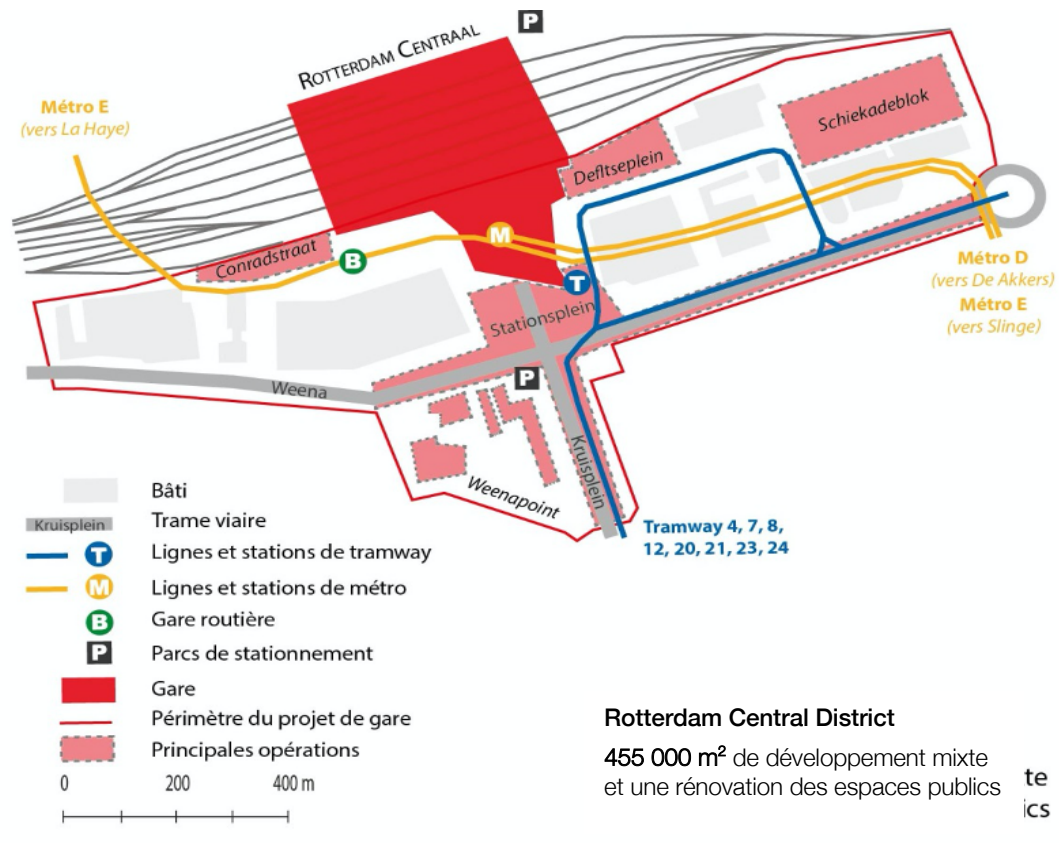 P
ROTTERDAM CENTRAAL
Métro E
(vers La Haye)
Schiekadeblok
Defltseplein
M
Conradstraat
B
T
Métro D
(vers De Akkers)
Métro E
(vers Slinge)
Stationsplein
P
Weena
Kruisplein
Weenapoint
Tramway 4, 7, 8,
12, 20, 21, 23, 24
Bâti
Kruisplein Trame viaire
T Lignes et stations de tramway
M Lignes et stations de métro
B Gare routière
P Parcs de stationnement
Gare
Périmètre du projet de gare
Principales opérations
0 200 400 m
Rotterdam Central District
455 000 m² de développement mixte
et une rénovation des espaces publics
te
ics